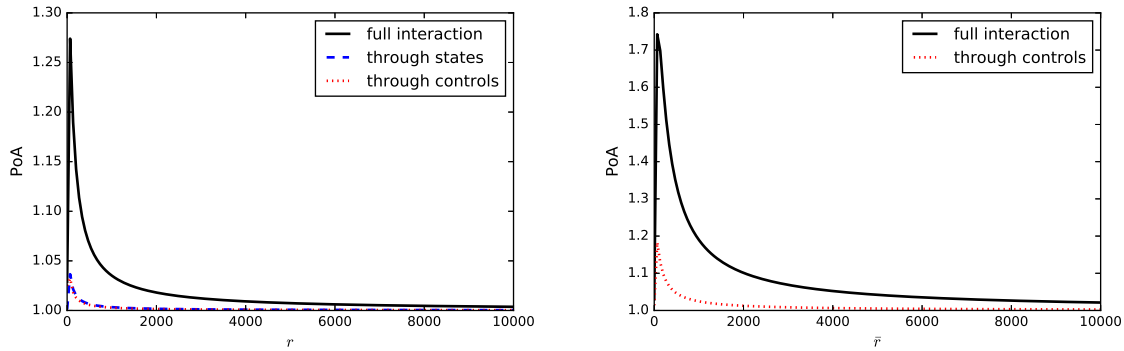 1.30
1.25
1.20
1.15
1.10
1.05
1.00
PoA
0 2000 4000 6000 8000 10000
r
full interaction
through states
through controls
1.8
1.7
1.6
1.5
1.4
1.3
1.2
1.1
1.0
PoA
0 2000 4000 6000 8000 10000
r̄
full interaction
through controls